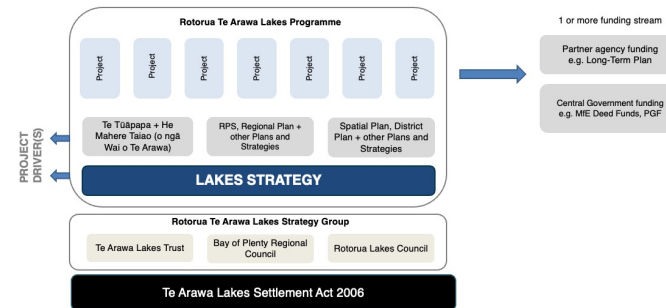 Rotorua Te Arawa Lakes Programme
Project
Project
Project
Project
Project
Project
Project
Te Tūāpapa + He
Mahere Taiao (o ngā
Wai o Te Arawa)
RPS, Regional Plan +
other Plans and
Strategies
Spatial Plan, District
Plan + other Plans and
Strategies
PROJECT
DRIVER(S)
LAKES STRATEGY
Rotorua Te Arawa Lakes Strategy Group
Te Arawa Lakes Trust
Bay of Plenty Regional
Council
Rotorua Lakes Council
Te Arawa Lakes Settlement Act 2006
1 or more funding stream
Partner agency funding
e.g. Long-Term Plan
Central Government funding
e.g. MfE Deed Funds, PGF